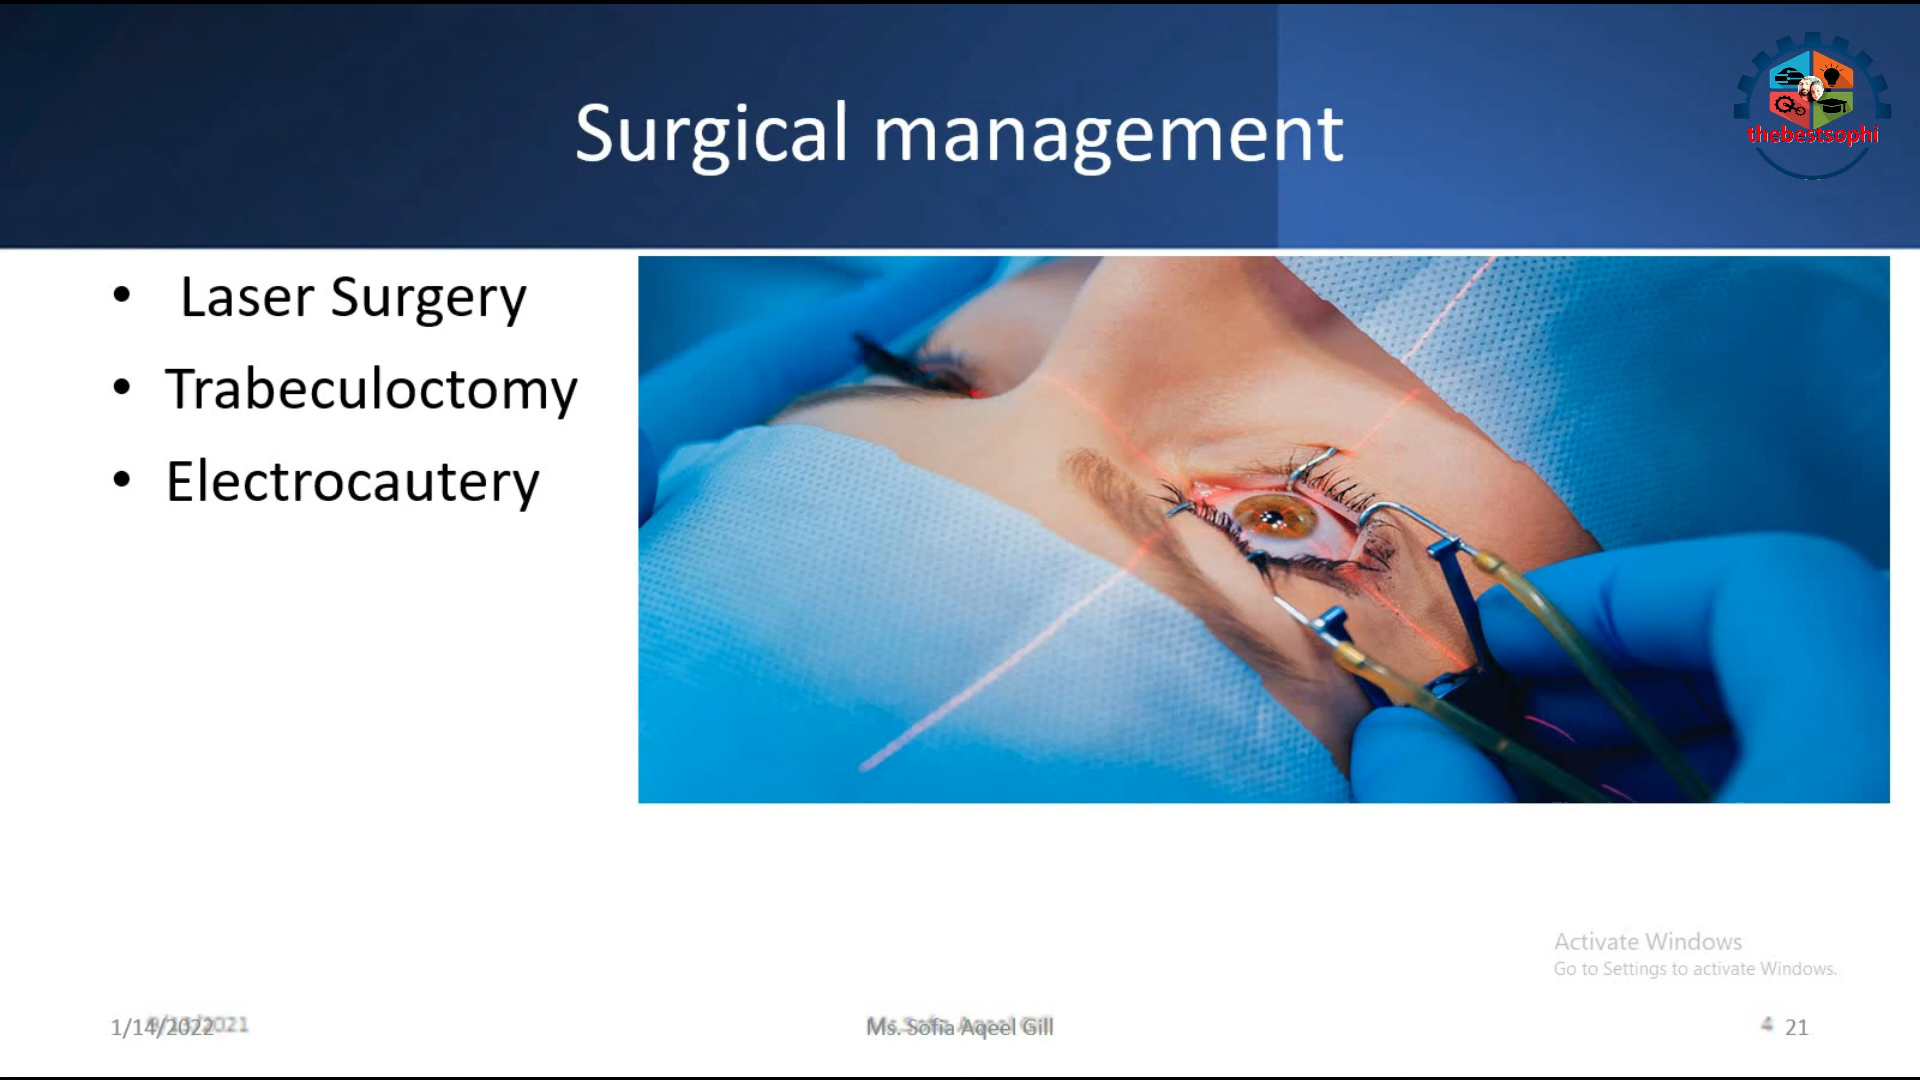 Surgical management
thebestsophi
• Laser Surgery
• Trabeculoctomy
• Electrocautery
Activate Windows
Go to Settings to activate Windows.
1/14/2022
Ms. Sofia Aqeel Gill
4 21